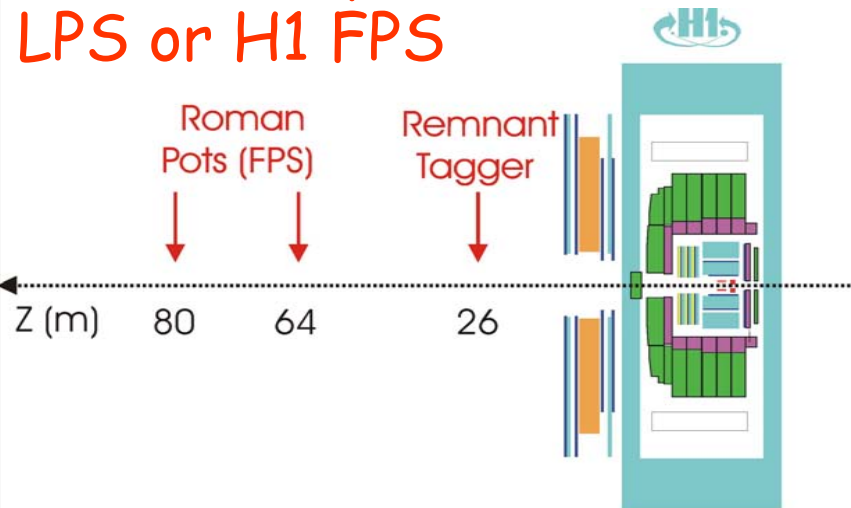 LPS or H1 FPS
H1
Roman
Pots (FPS)
Remnant
Tagger
Z (m) 80 64 26